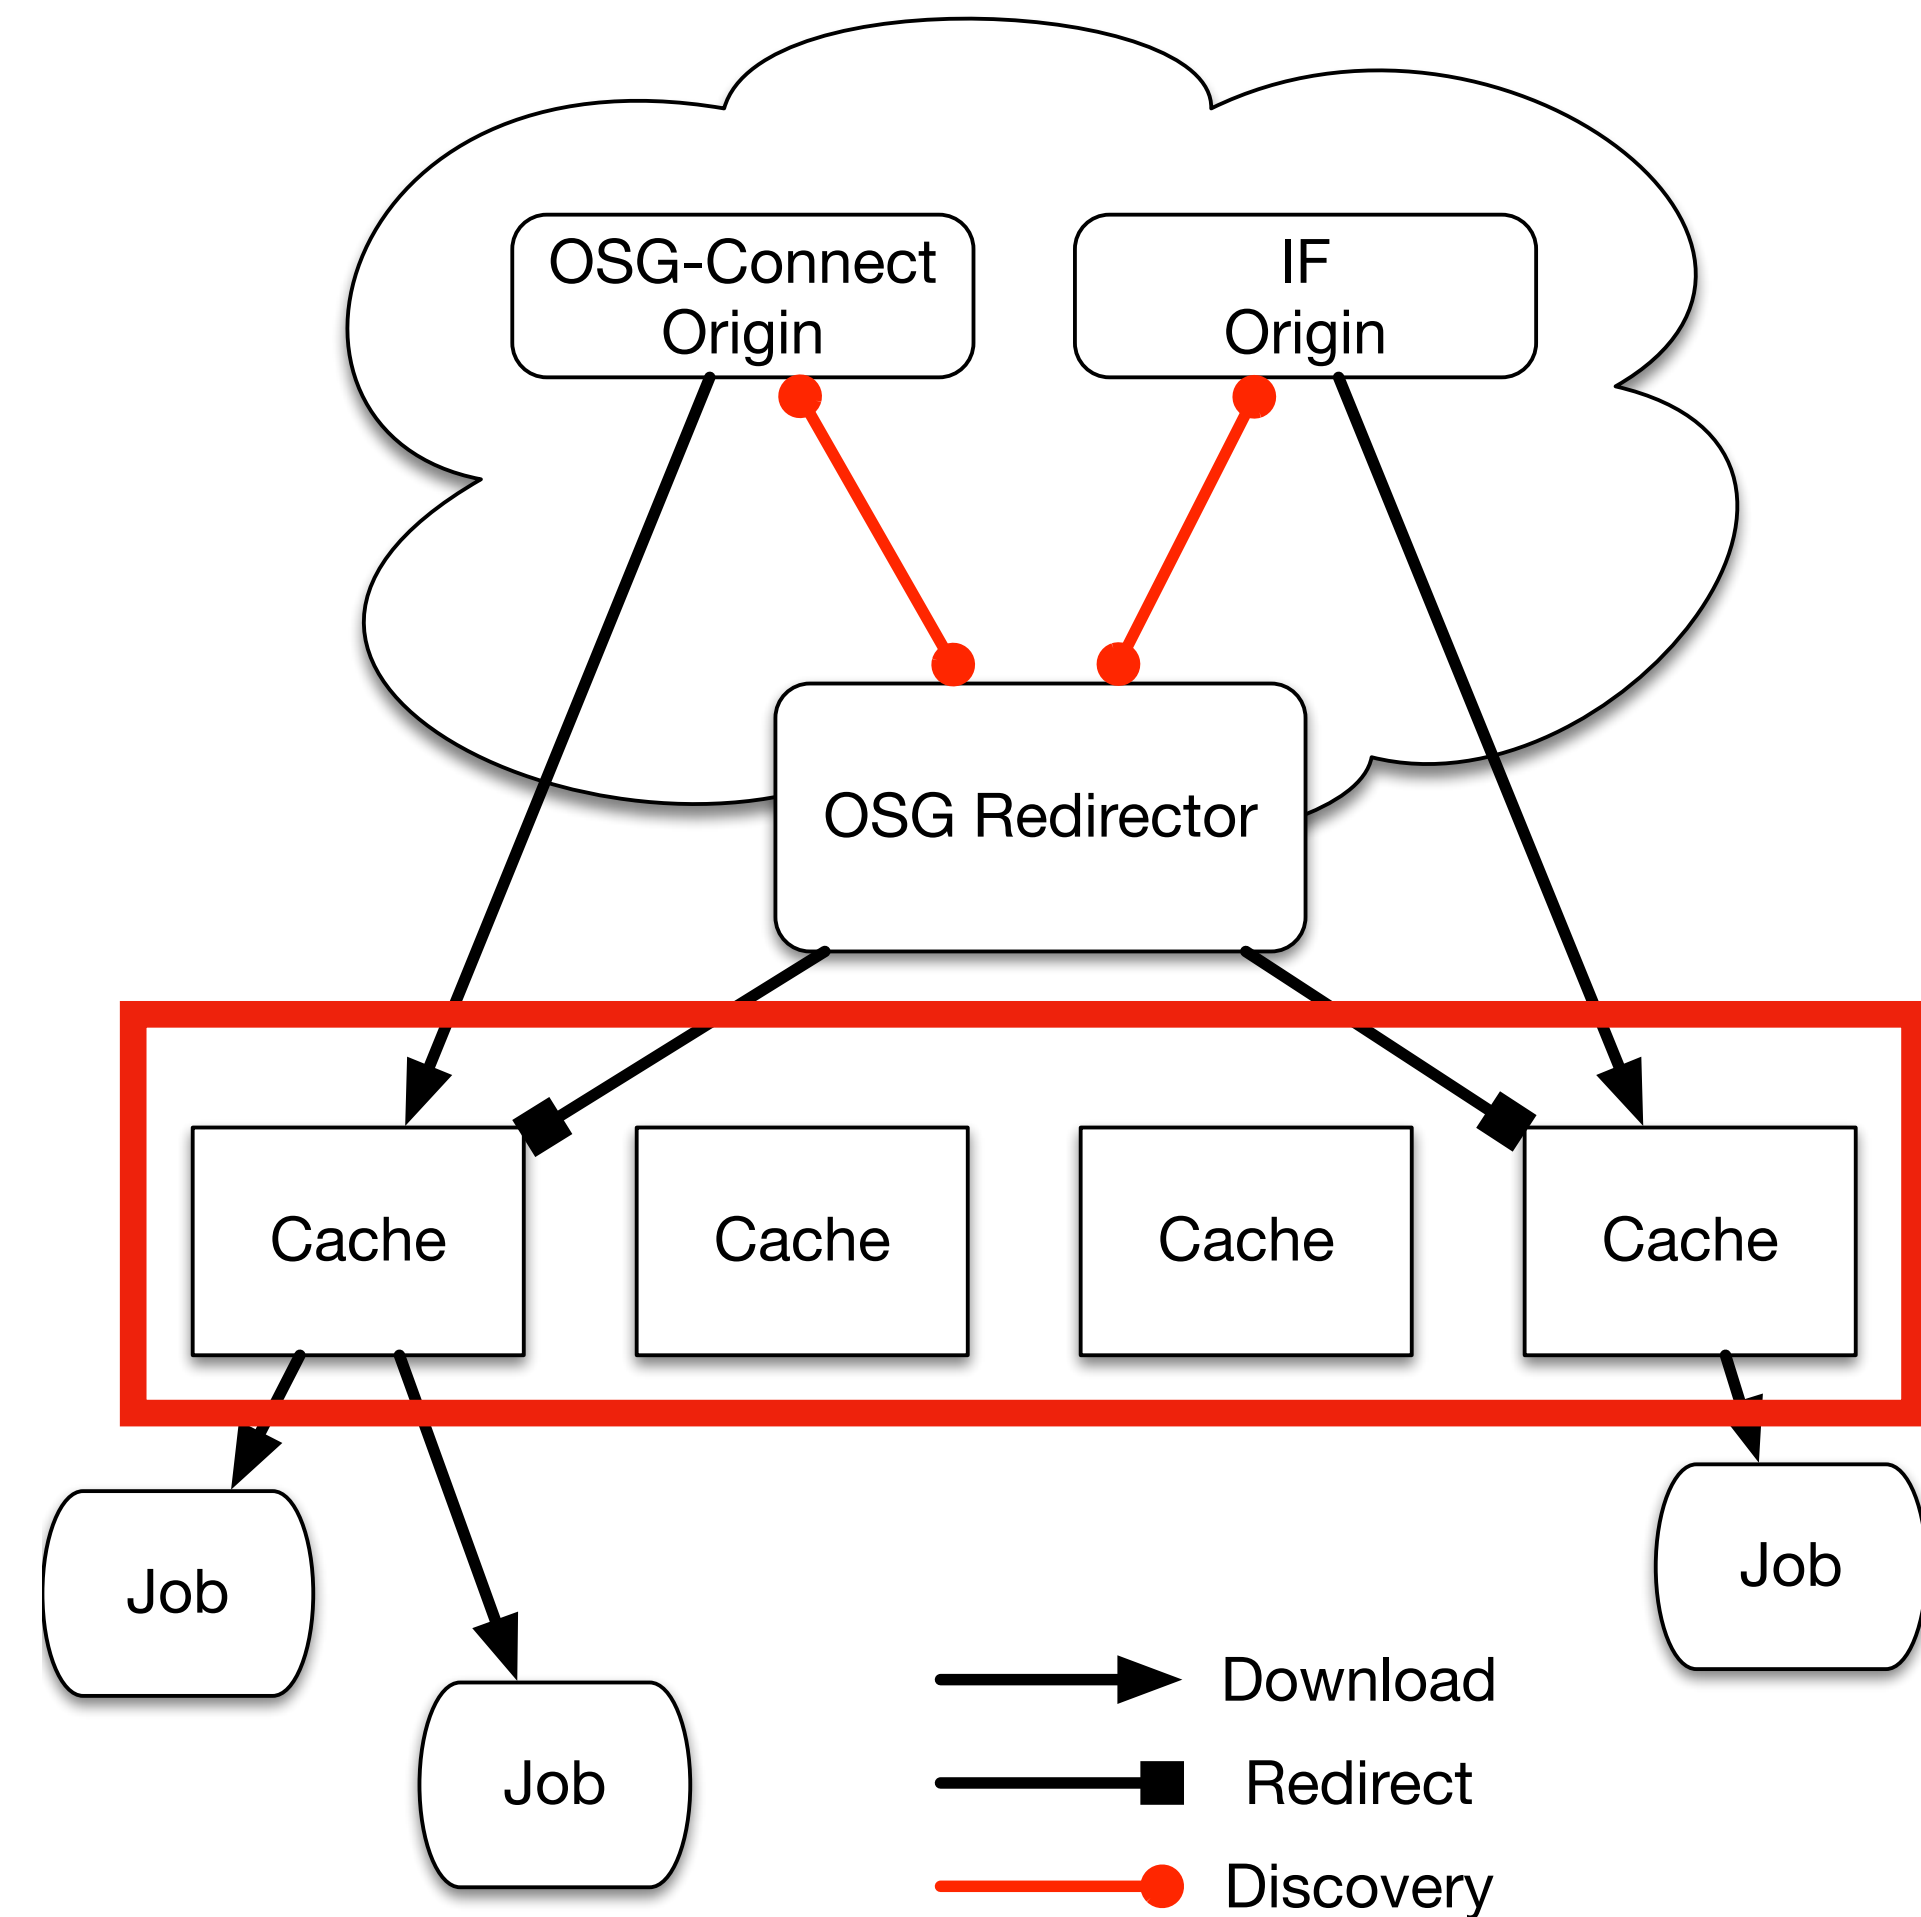 OSG-Connect
Origin
IF
Origin
OSG Redirector
Cache
Cache
Cache
Cache
Job
Job
Job
Download
Redirect
Discovery